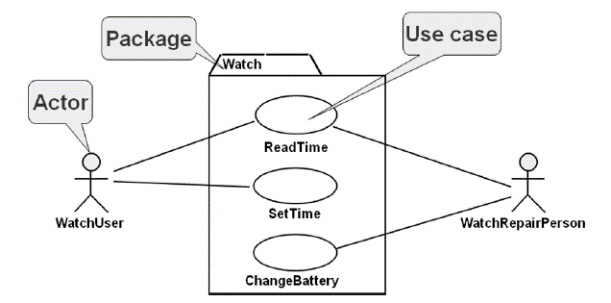 Package
Use case
Watch
Actor
ReadTime
SetTime
WatchUser
WatchRepairPerson
ChangeBattery